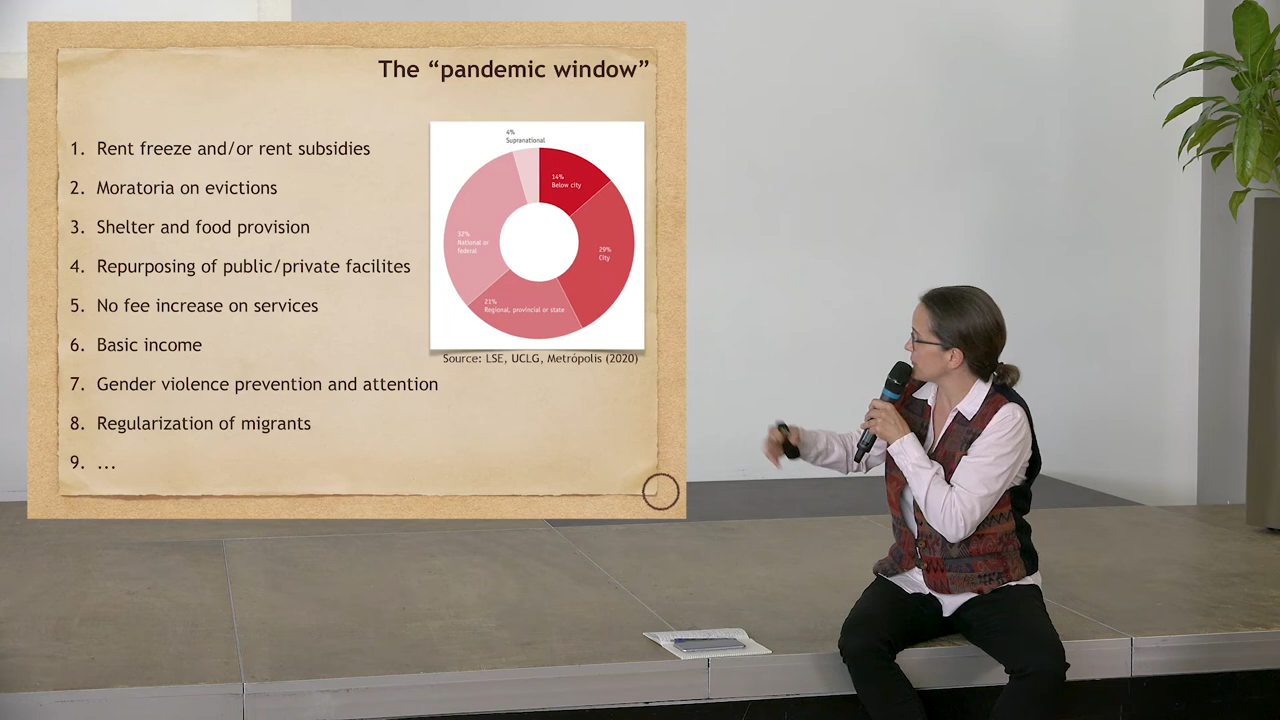 The “pandemic window”
1. Rent freeze and/or rent subsidies
2. Moratoria on evictions
3. Shelter and food provision
4. Repurposing of public/private facilites
5. No fee increase on services
6. Basic income
7. Gender violence prevention and attention
8. Regularization of migrants
9. ...
4%
Supranational
14%
Below city
29%
City
21%
Regional, provincial or state
32%
National or
federal
Source: LSE, UCLG, Metrópolis (2020)